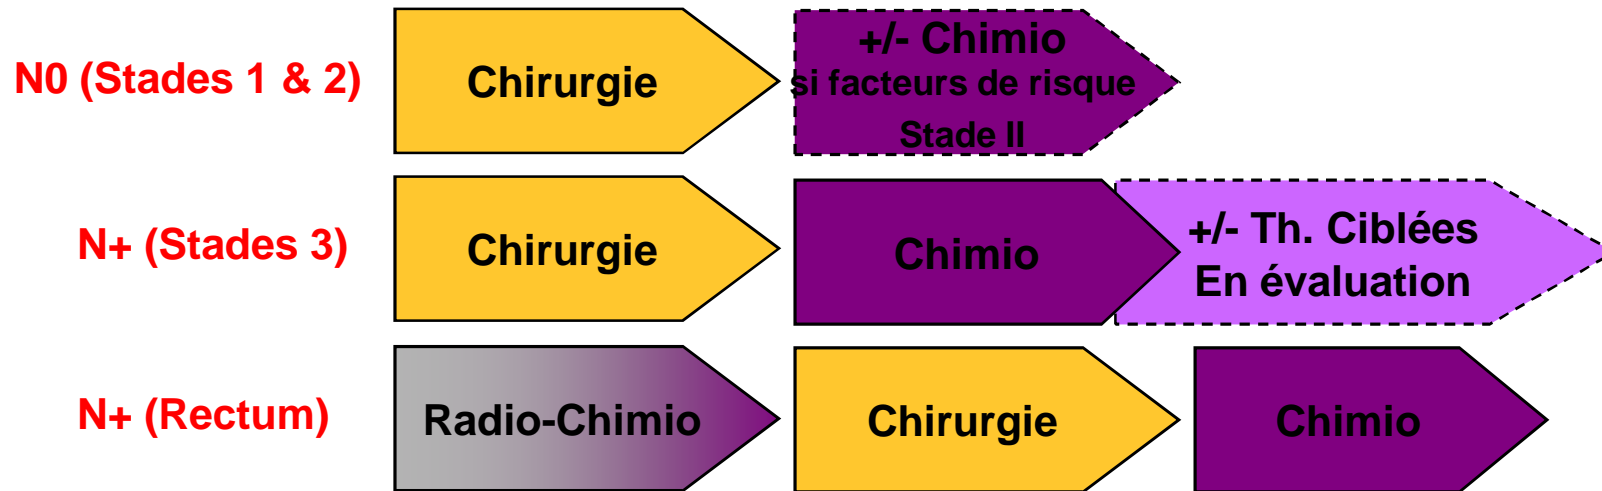 N0 (Stades 1 & 2)
Chirurgie
+/- Chimio
si facteurs de risque
Stade II
N+ (Stades 3)
Chirurgie
Chimio
+/- Th. Ciblées
En évaluation
N+ (Rectum)
Radio-Chimio
Chirurgie
Chimio